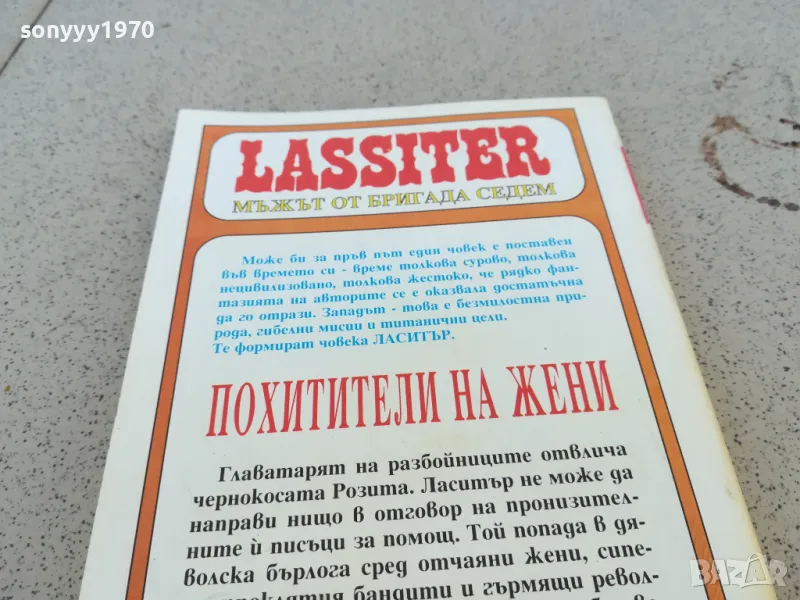 sonyyy1970
LASSITER
МЪЖЪТ ОТ БРИГАДА СЕДЕМ
Може би за пръв път един човек е поставен
във времето си - време толкова сурово, толкова
нецивилизовано, толкова жестоко, че рядко фан-
тазията на авторите се е оказвала достатъчна
да го отрази. Западът - това е безмилостна при-
рода, гибелни мисии и титанични цели.
Те формират човека ЛАСИТЪР.
ПОХИТИТЕЛИ НА ЖЕНИ
Главатарят на разбойниците отвлича
чернокосата Розита. Ласитър не може да
направи нищо в отговор на пронизител-
ните ѝ писъци за помощ. Той попада в дя-
волска бърлога сред отчаяни жени, сипе-
бандити и гърмящи револ-
BAZAR